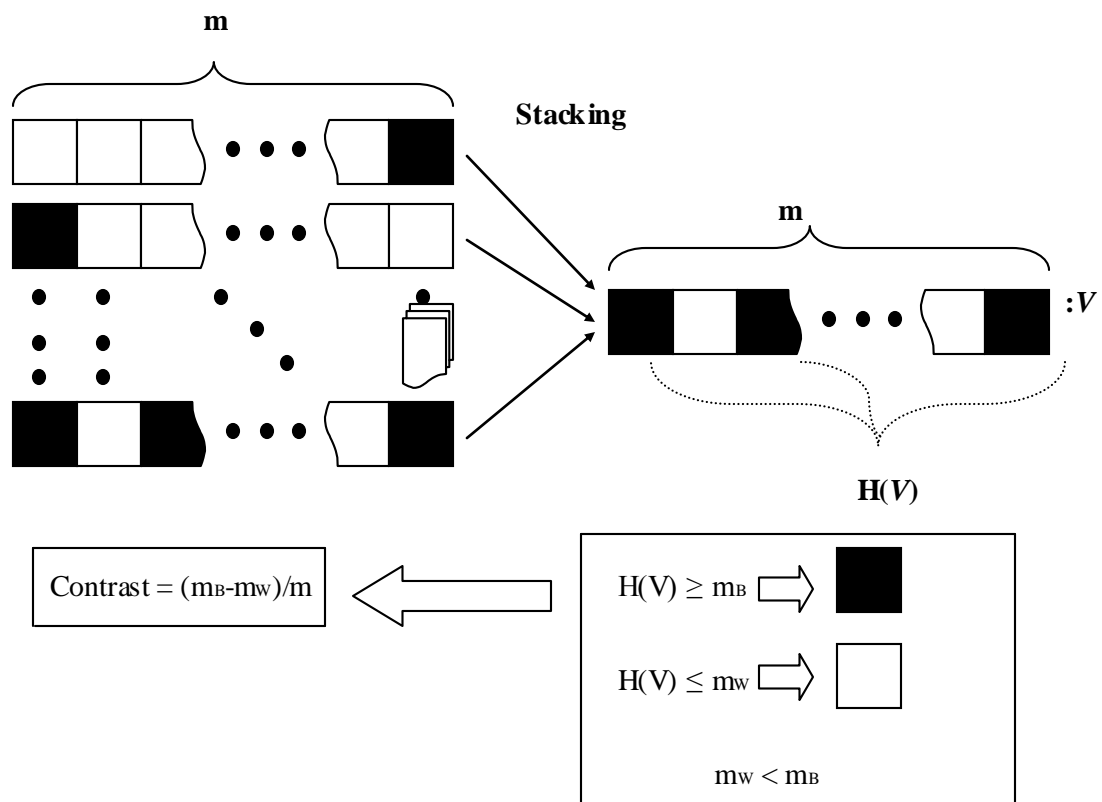 m
Stacking
m
:V
H(V)
Contrast = (mB-mW)/m
H(V) ≥ mB
H(V) ≤ mW
mW < mB